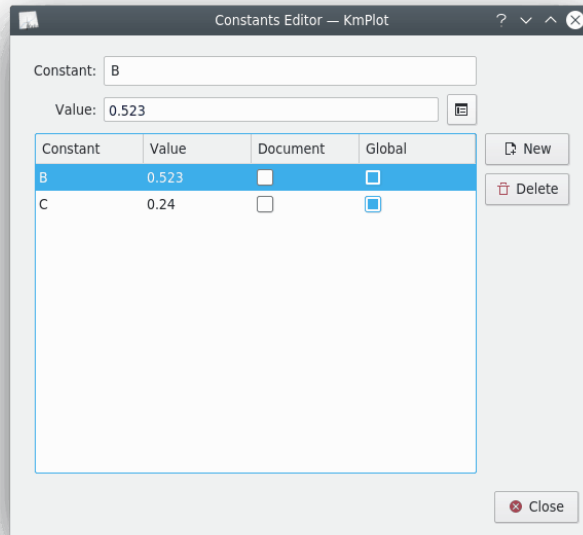 Constants Editor — KmPlot
Constant: B
Value: 0.523
Constant Value Document Global
B 0.523
C 0.24
New
Delete
Close